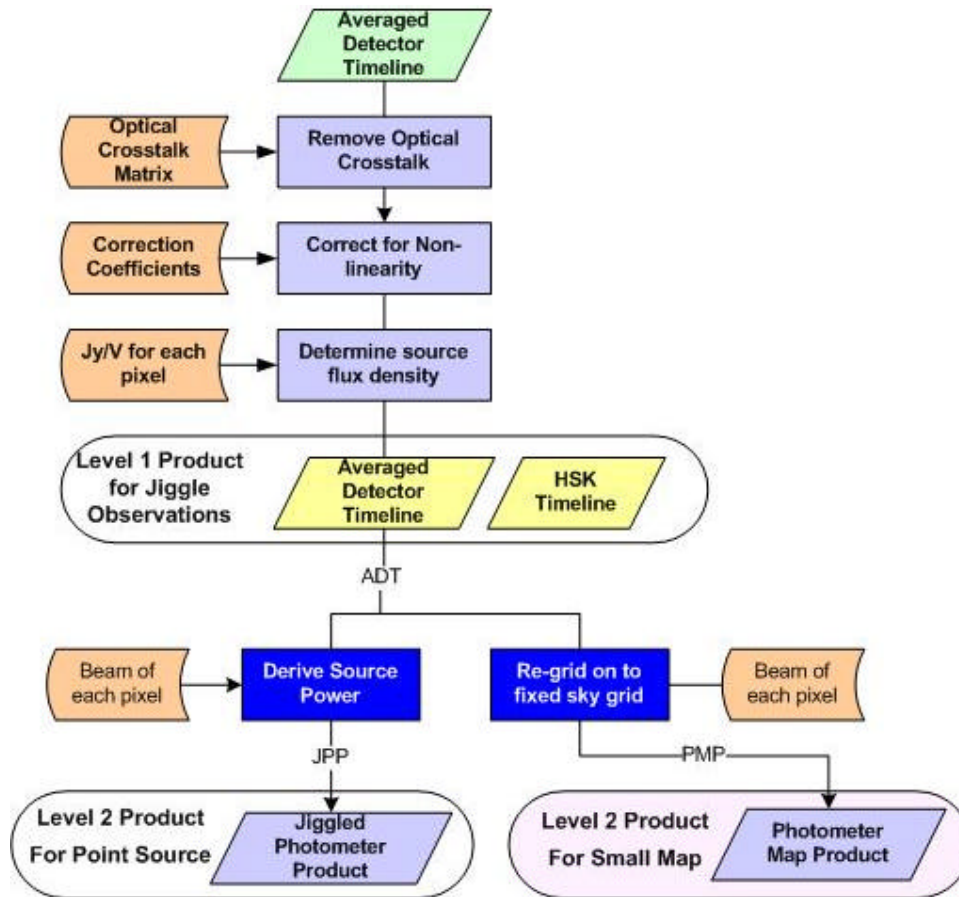 Averaged
Detector
Timeline
Optical
Crosstalk
Matrix
Remove Optical
Crosstalk
Correction
Coefficients
Correct for Non-
linearity
Jy/V for each
pixel
Determine source
flux density
Level 1 Product
for Jiggle
Observations
Averaged
Detector
Timeline
HSK
Timeline
ADT
Beam of
each pixel
Derive Source
Power
Re-grid on to
fixed sky grid
Beam of
each pixel
JPP
PMP
Level 2 Product
For Point Source
Jiggled
Photometer
Product
Level 2 Product
For Small Map
Photometer
Map Product